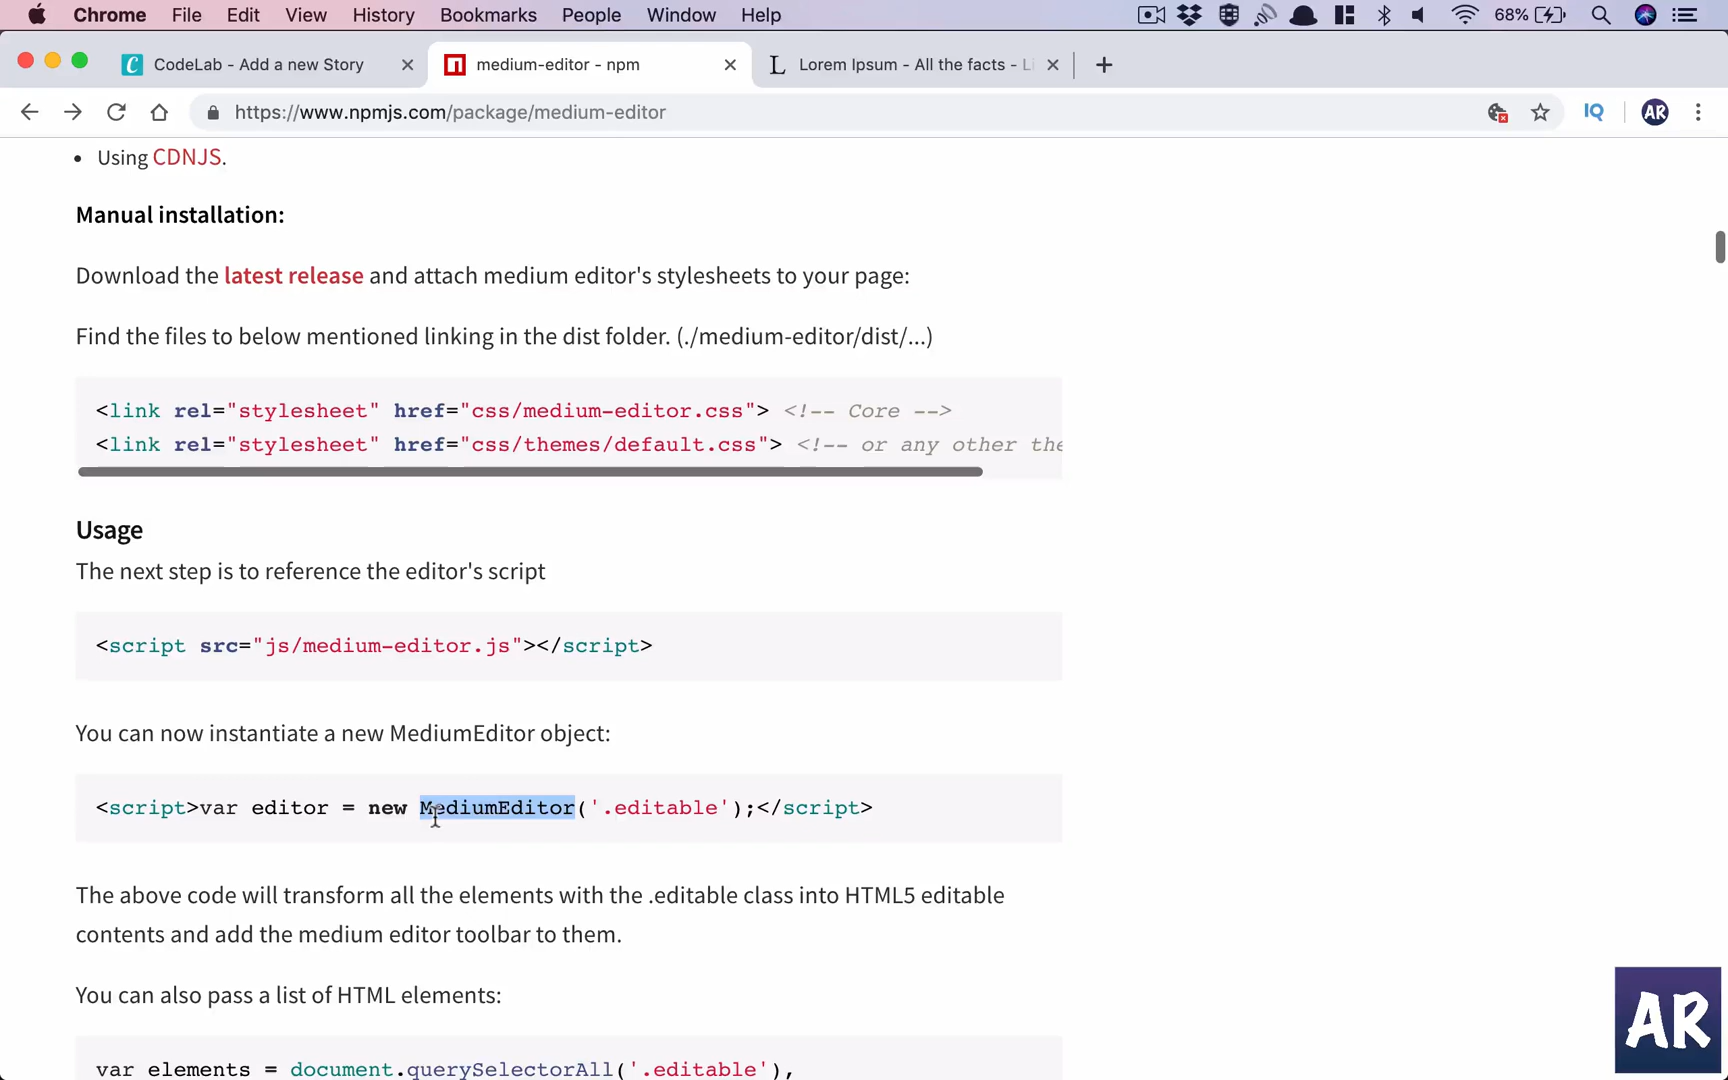 Chrome File Edit View History Bookmarks People Window Help 68%
CodeLab - Add a new Story medium-editor - npm Lorem Ipsum - All the facts - Li
https://www.npmjs.com/package/medium-editor IQ AR
• Using CDNJS.
Manual installation:
Download the latest release and attach medium editor's stylesheets to your page:
Find the files to below mentioned linking in the dist folder. (./medium-editor/dist/...)
<link rel="stylesheet" href="css/medium-editor.css"> <!-- Core -->
<link rel="stylesheet" href="css/themes/default.css"> <!-- or any other the
Usage
The next step is to reference the editor's script
<script src="js/medium-editor.js"></script>
You can now instantiate a new MediumEditor object:
<script>var editor = new MediumEditor('.editable');</script>
The above code will transform all the elements with the .editable class into HTML5 editable
contents and add the medium editor toolbar to them.
You can also pass a list of HTML elements:
var elements = document.querySelectorAll('.editable'),
AR